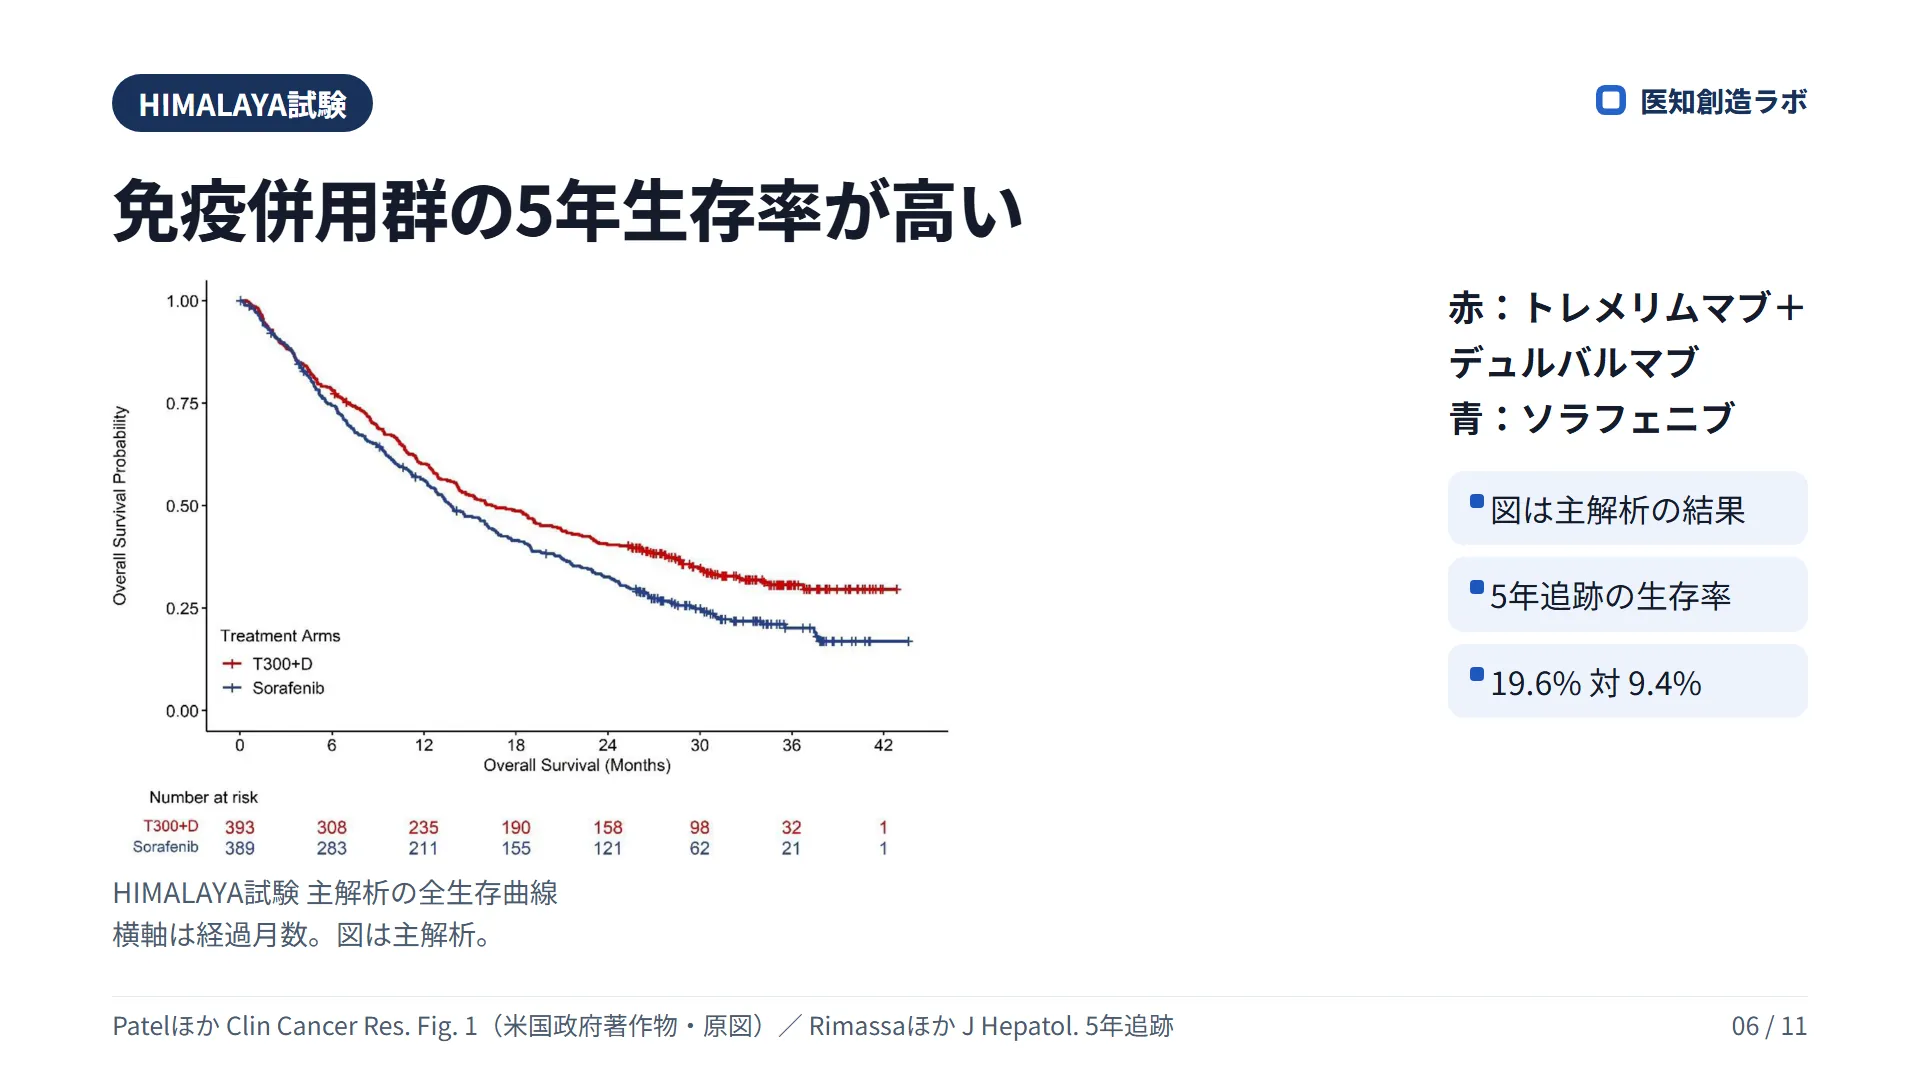 HIMALAYA試験
医知創造ラボ
免疫併用群の5年生存率が高い
1.00
0.75
0.50
0.25
0.00
Overall Survival Probability
Treatment Arms
T300+D
Sorafenib
0 6 12 18 24 30 36 42
Overall Survival (Months)
Number at risk
T300+D 393 308 235 190 158 98 32 1
Sorafenib 389 283 211 155 121 62 21 1
HIMALAYA試験 主解析の全生存曲線
横軸は経過月数。図は主解析。
赤：トレメリムマブ＋
デュルバルマブ
青：ソラフェニブ
図は主解析の結果
5年追跡の生存率
19.6% 対 9.4%
Patelほか Clin Cancer Res. Fig. 1（米国政府著作物・原図）／ Rimassaほか J Hepatol. 5年追跡
06 / 11